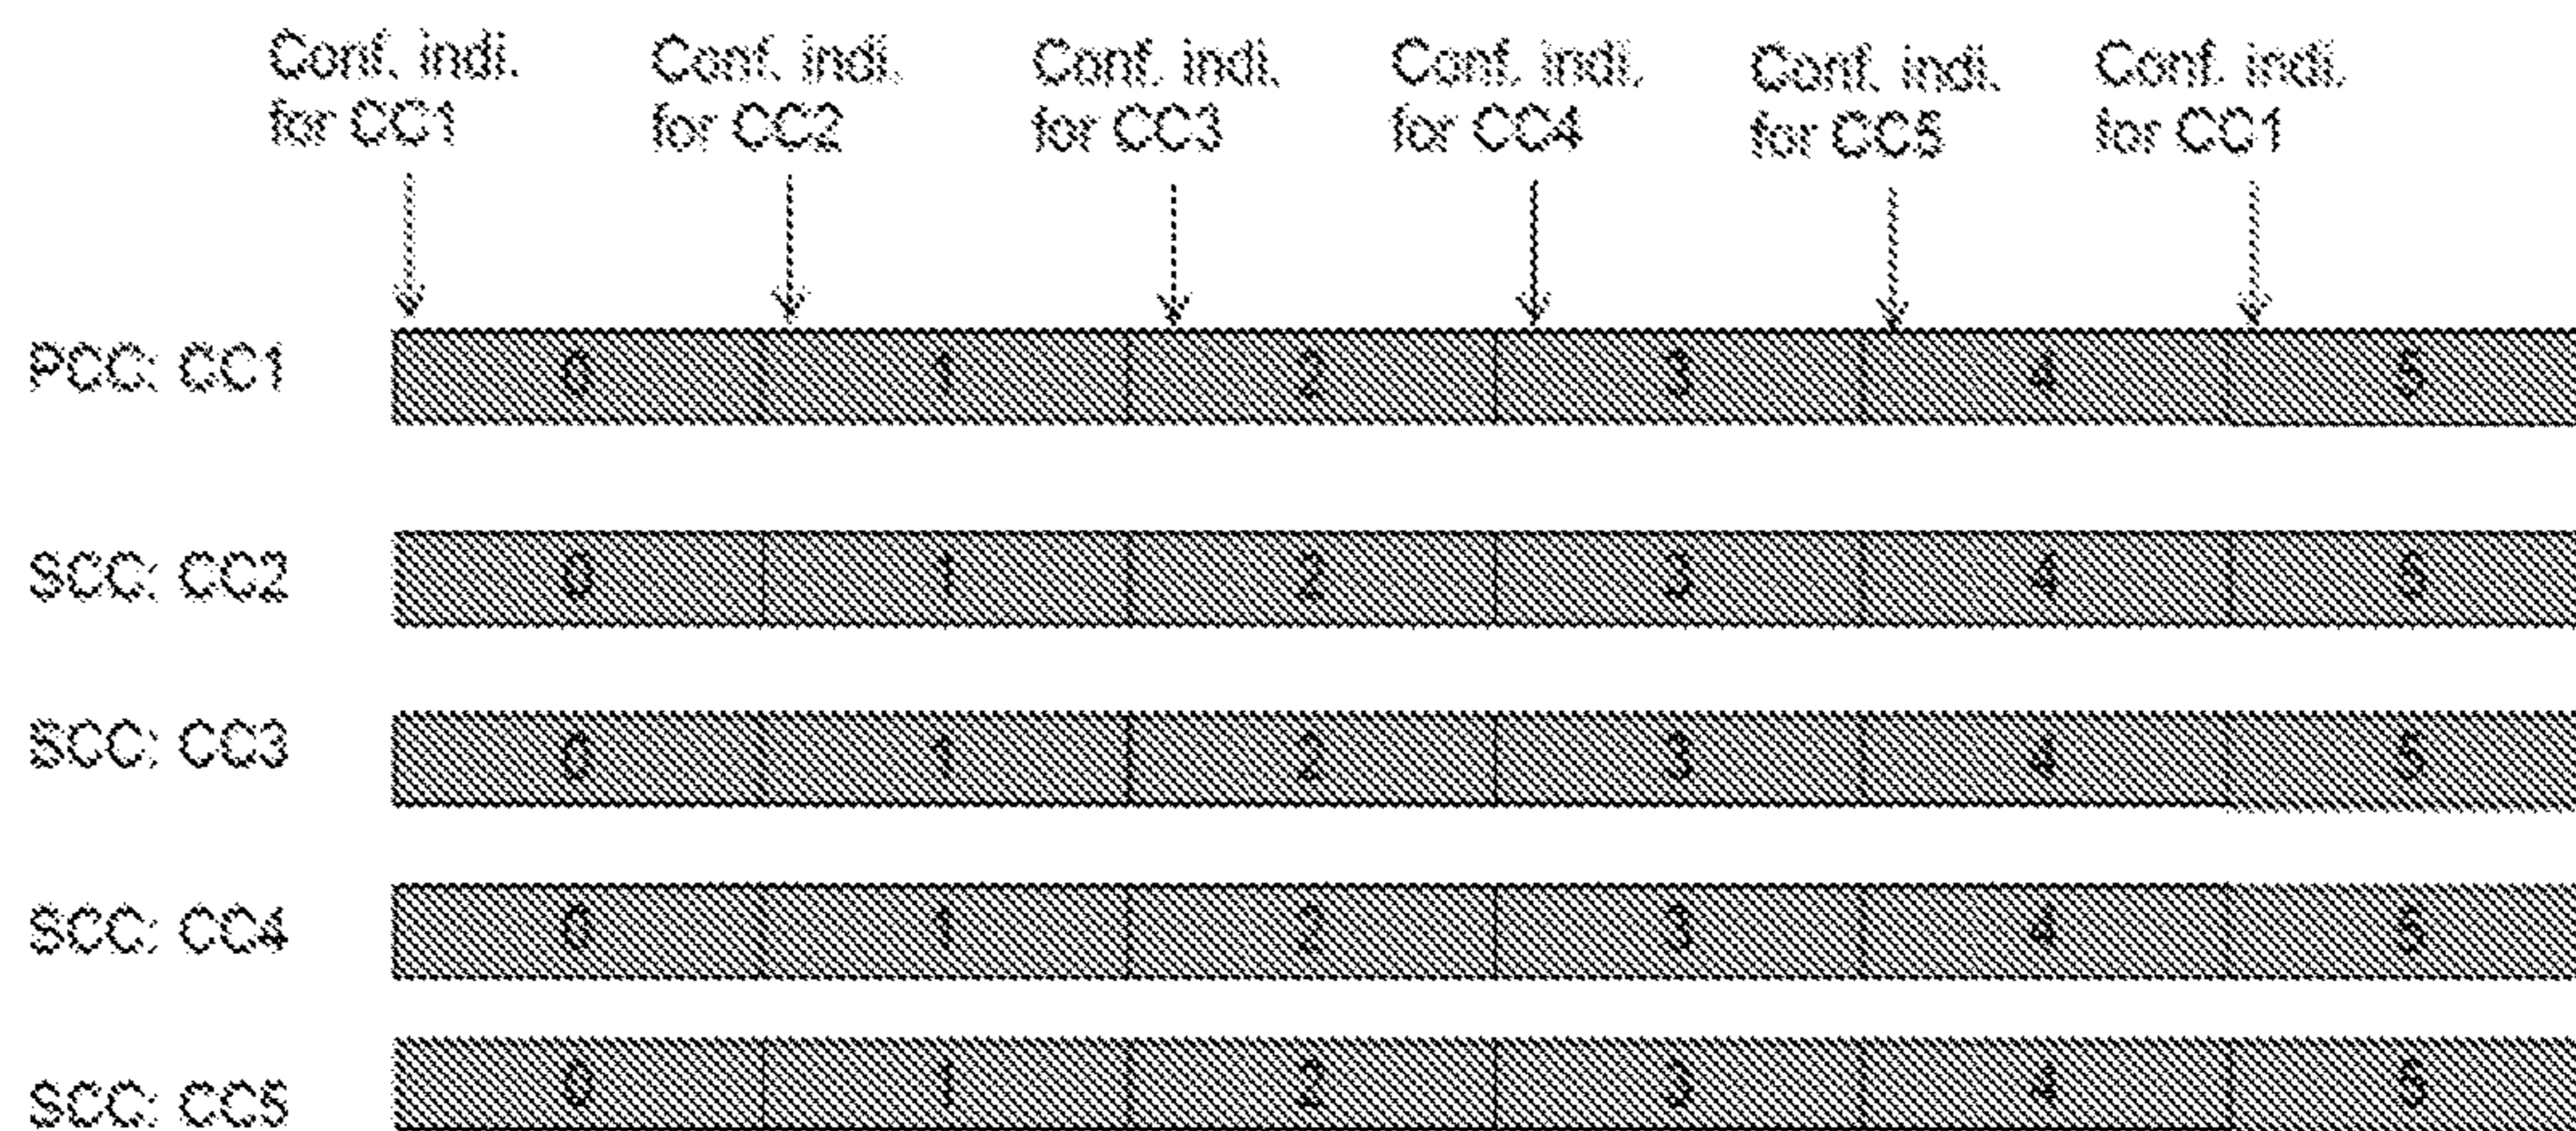 Conf. indi.
for CC1
Conf. indi.
for CC2
Conf. indi.
for CC3
Conf. indi.
for CC4
Conf. indi.
for CC5
Conf. indi.
for CC1
PCC: CC1
0 1 2 3 4 5
SCC: CC2
0 1 2 3 4 5
SCC: CC3
0 1 2 3 4 5
SCC: CC4
0 1 2 3 4 5
SCC: CC5
0 1 2 3 4 5